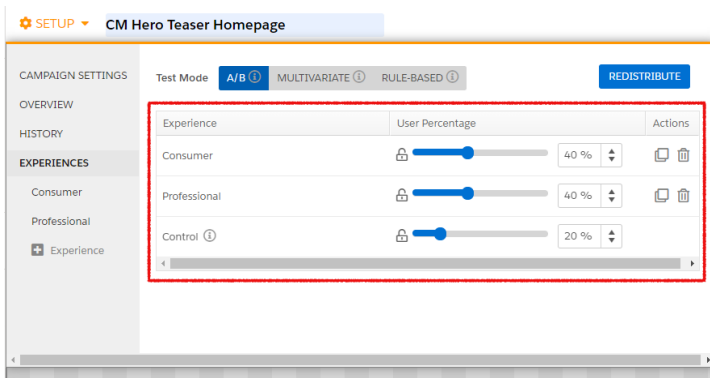 SETUP CM Hero Teaser Homepage
CAMPAIGN SETTINGS
OVERVIEW
HISTORY
EXPERIENCES
Consumer
Professional
Experience
Test Mode A/B MULTIVARIATE RULE-BASED REDISTRIBUTE
Experience User Percentage Actions
Consumer 40 %
Professional 40 %
Control 20 %